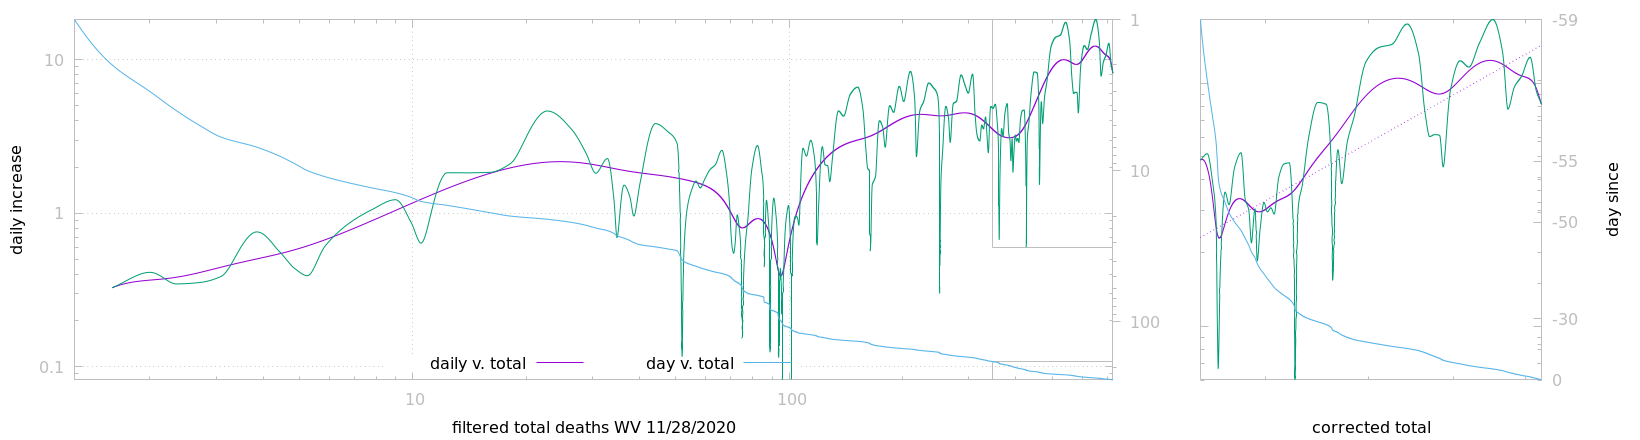 1
-59
10
daily increase
1
0.1
10
100
-55
-50
-30
0
day since
daily v. total
day v. total
10
100
filtered total deaths WV 11/28/2020
corrected total